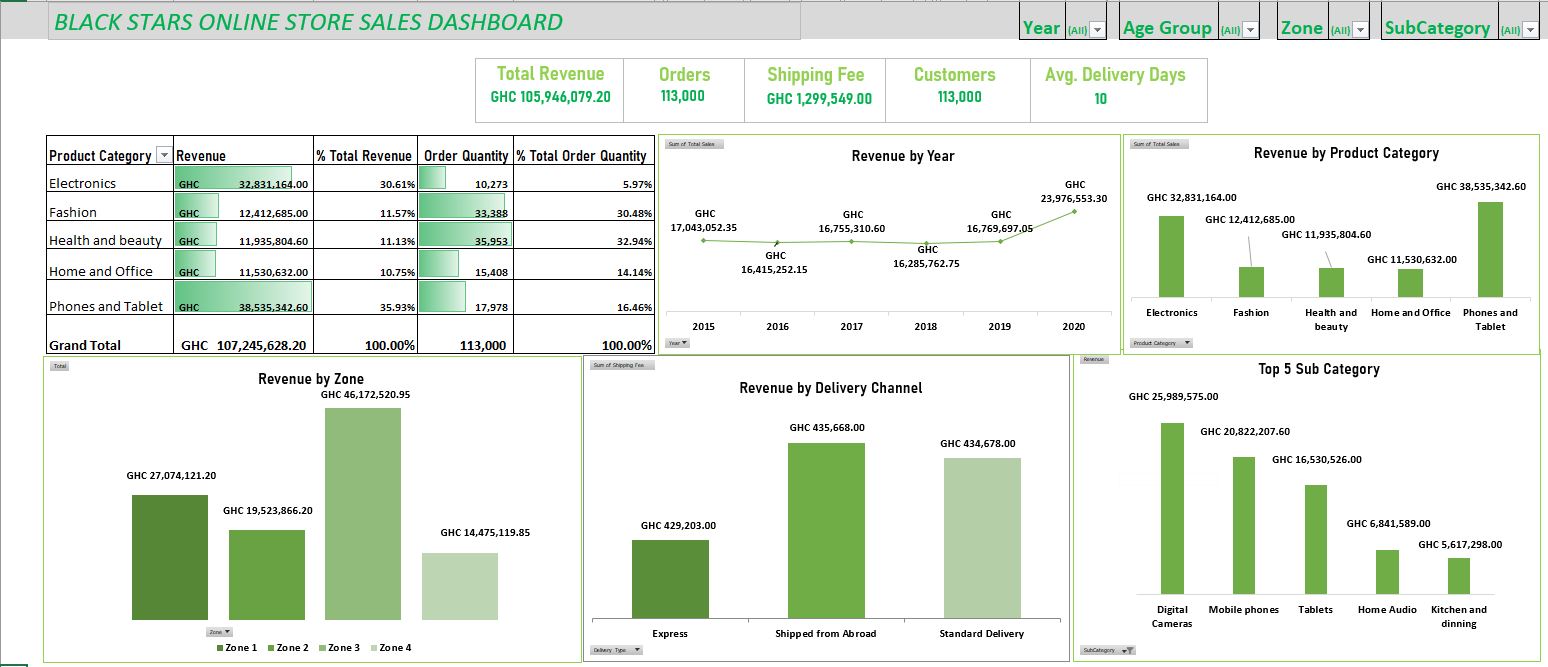 BLACK STARS ONLINE STORE SALES DASHBOARD
Year (All) Age Group (All) Zone (All) SubCategory (All)
Total Revenue Orders Shipping Fee Customers Avg. Delivery Days
GHC 105,946,079.20 113,000 GHC 1,299,549.00 113,000 10
Product Category Revenue % Total Revenue Order Quantity % Total Order Quantity
Electronics GHC 32,831,164.00 30.61% 10,273 5.97%
Fashion GHC 12,412,685.00 11.57% 33,388 30.48%
Health and beauty GHC 11,935,804.60 11.13% 35,953 32.94%
Home and Office GHC 11,530,632.00 10.75% 15,408 14.14%
Phones and Tablet GHC 38,535,342.60 35.93% 17,978 16.46%
Grand Total GHC 107,245,628.20 100.00% 113,000 100.00%
Sum of Total Sales
Revenue by Year
GHC
17,043,052.35
GHC
16,415,252.15
GHC
16,755,310.60
GHC
16,285,762.75
GHC
16,769,697.05
GHC
23,976,553.30
2015 2016 2017 2018 2019 2020
Year
Sum of Total Sales
Revenue by Product Category
GHC 32,831,164.00
GHC 12,412,685.00
GHC 11,935,804.60
GHC 11,530,632.00
GHC 38,535,342.60
Electronics
Fashion
Health and
beauty
Home and Office
Phones and
Tablet
Product Category
Total
Revenue by Zone
GHC 27,074,121.20
GHC 19,523,866.20
GHC 46,172,520.95
GHC 14,475,119.85
Zone
Zone 1 Zone 2 Zone 3 Zone 4
Sum of Shipping Fee
Revenue by Delivery Channel
GHC 429,203.00
GHC 435,668.00
GHC 434,678.00
Express Shipped from Abroad Standard Delivery
Delivery Type
Revenue
Top 5 Sub Category
GHC 25,989,575.00
GHC 20,822,207.60
GHC 16,530,526.00
GHC 6,841,589.00
GHC 5,617,298.00
Digital
Cameras
Mobile phones
Tablets
Home Audio
Kitchen and
dinning
SubCategory